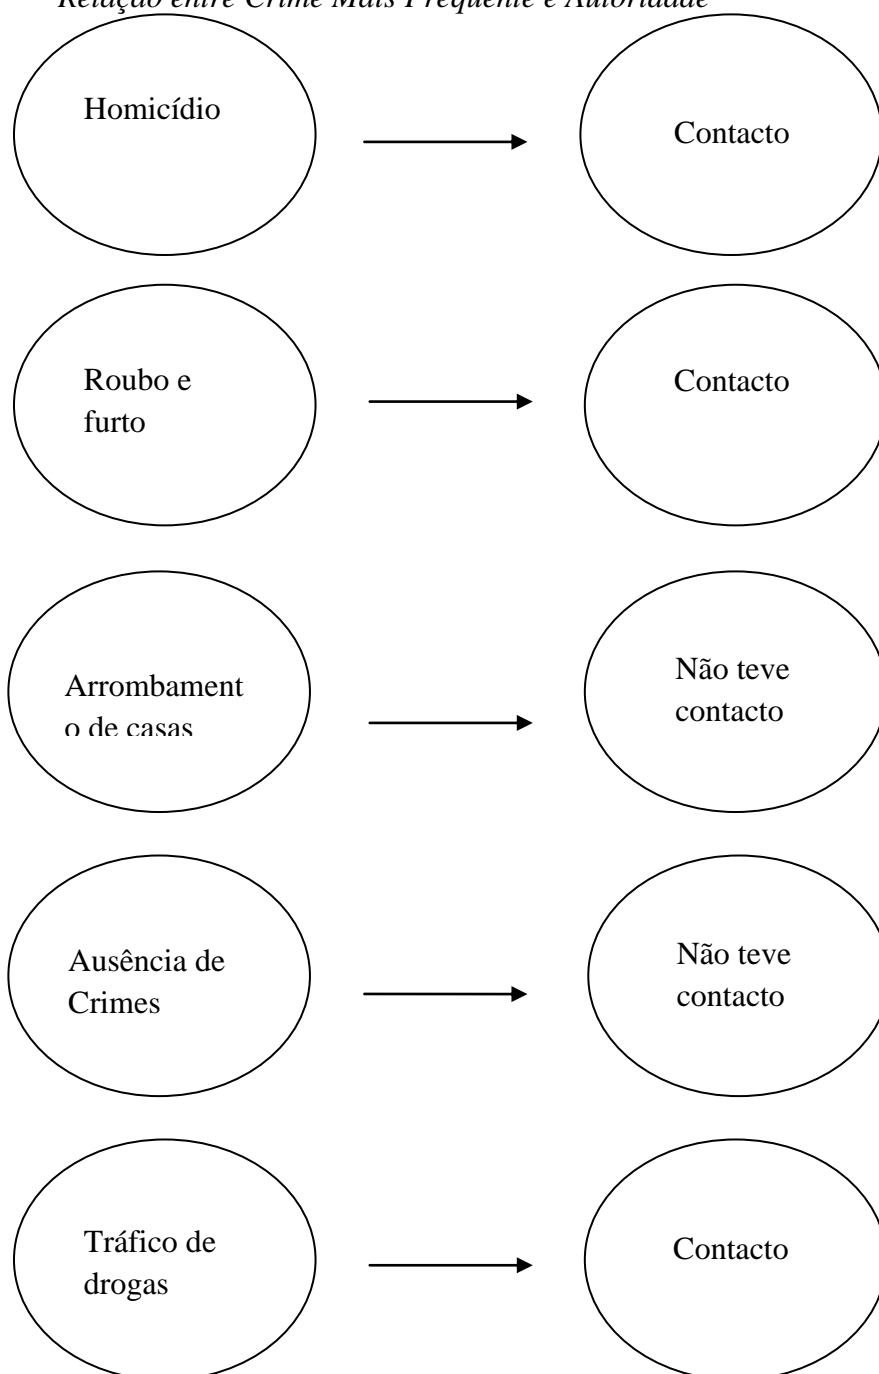 Relação entre Crime Mais Frequente e Autoridade
Homicídio
Contacto
Roubo e
furto
Contacto
Arrombament
o de casas
Não teve
contacto
Ausência de
Crimes
Não teve
contacto
Tráfico de
drogas
Contacto